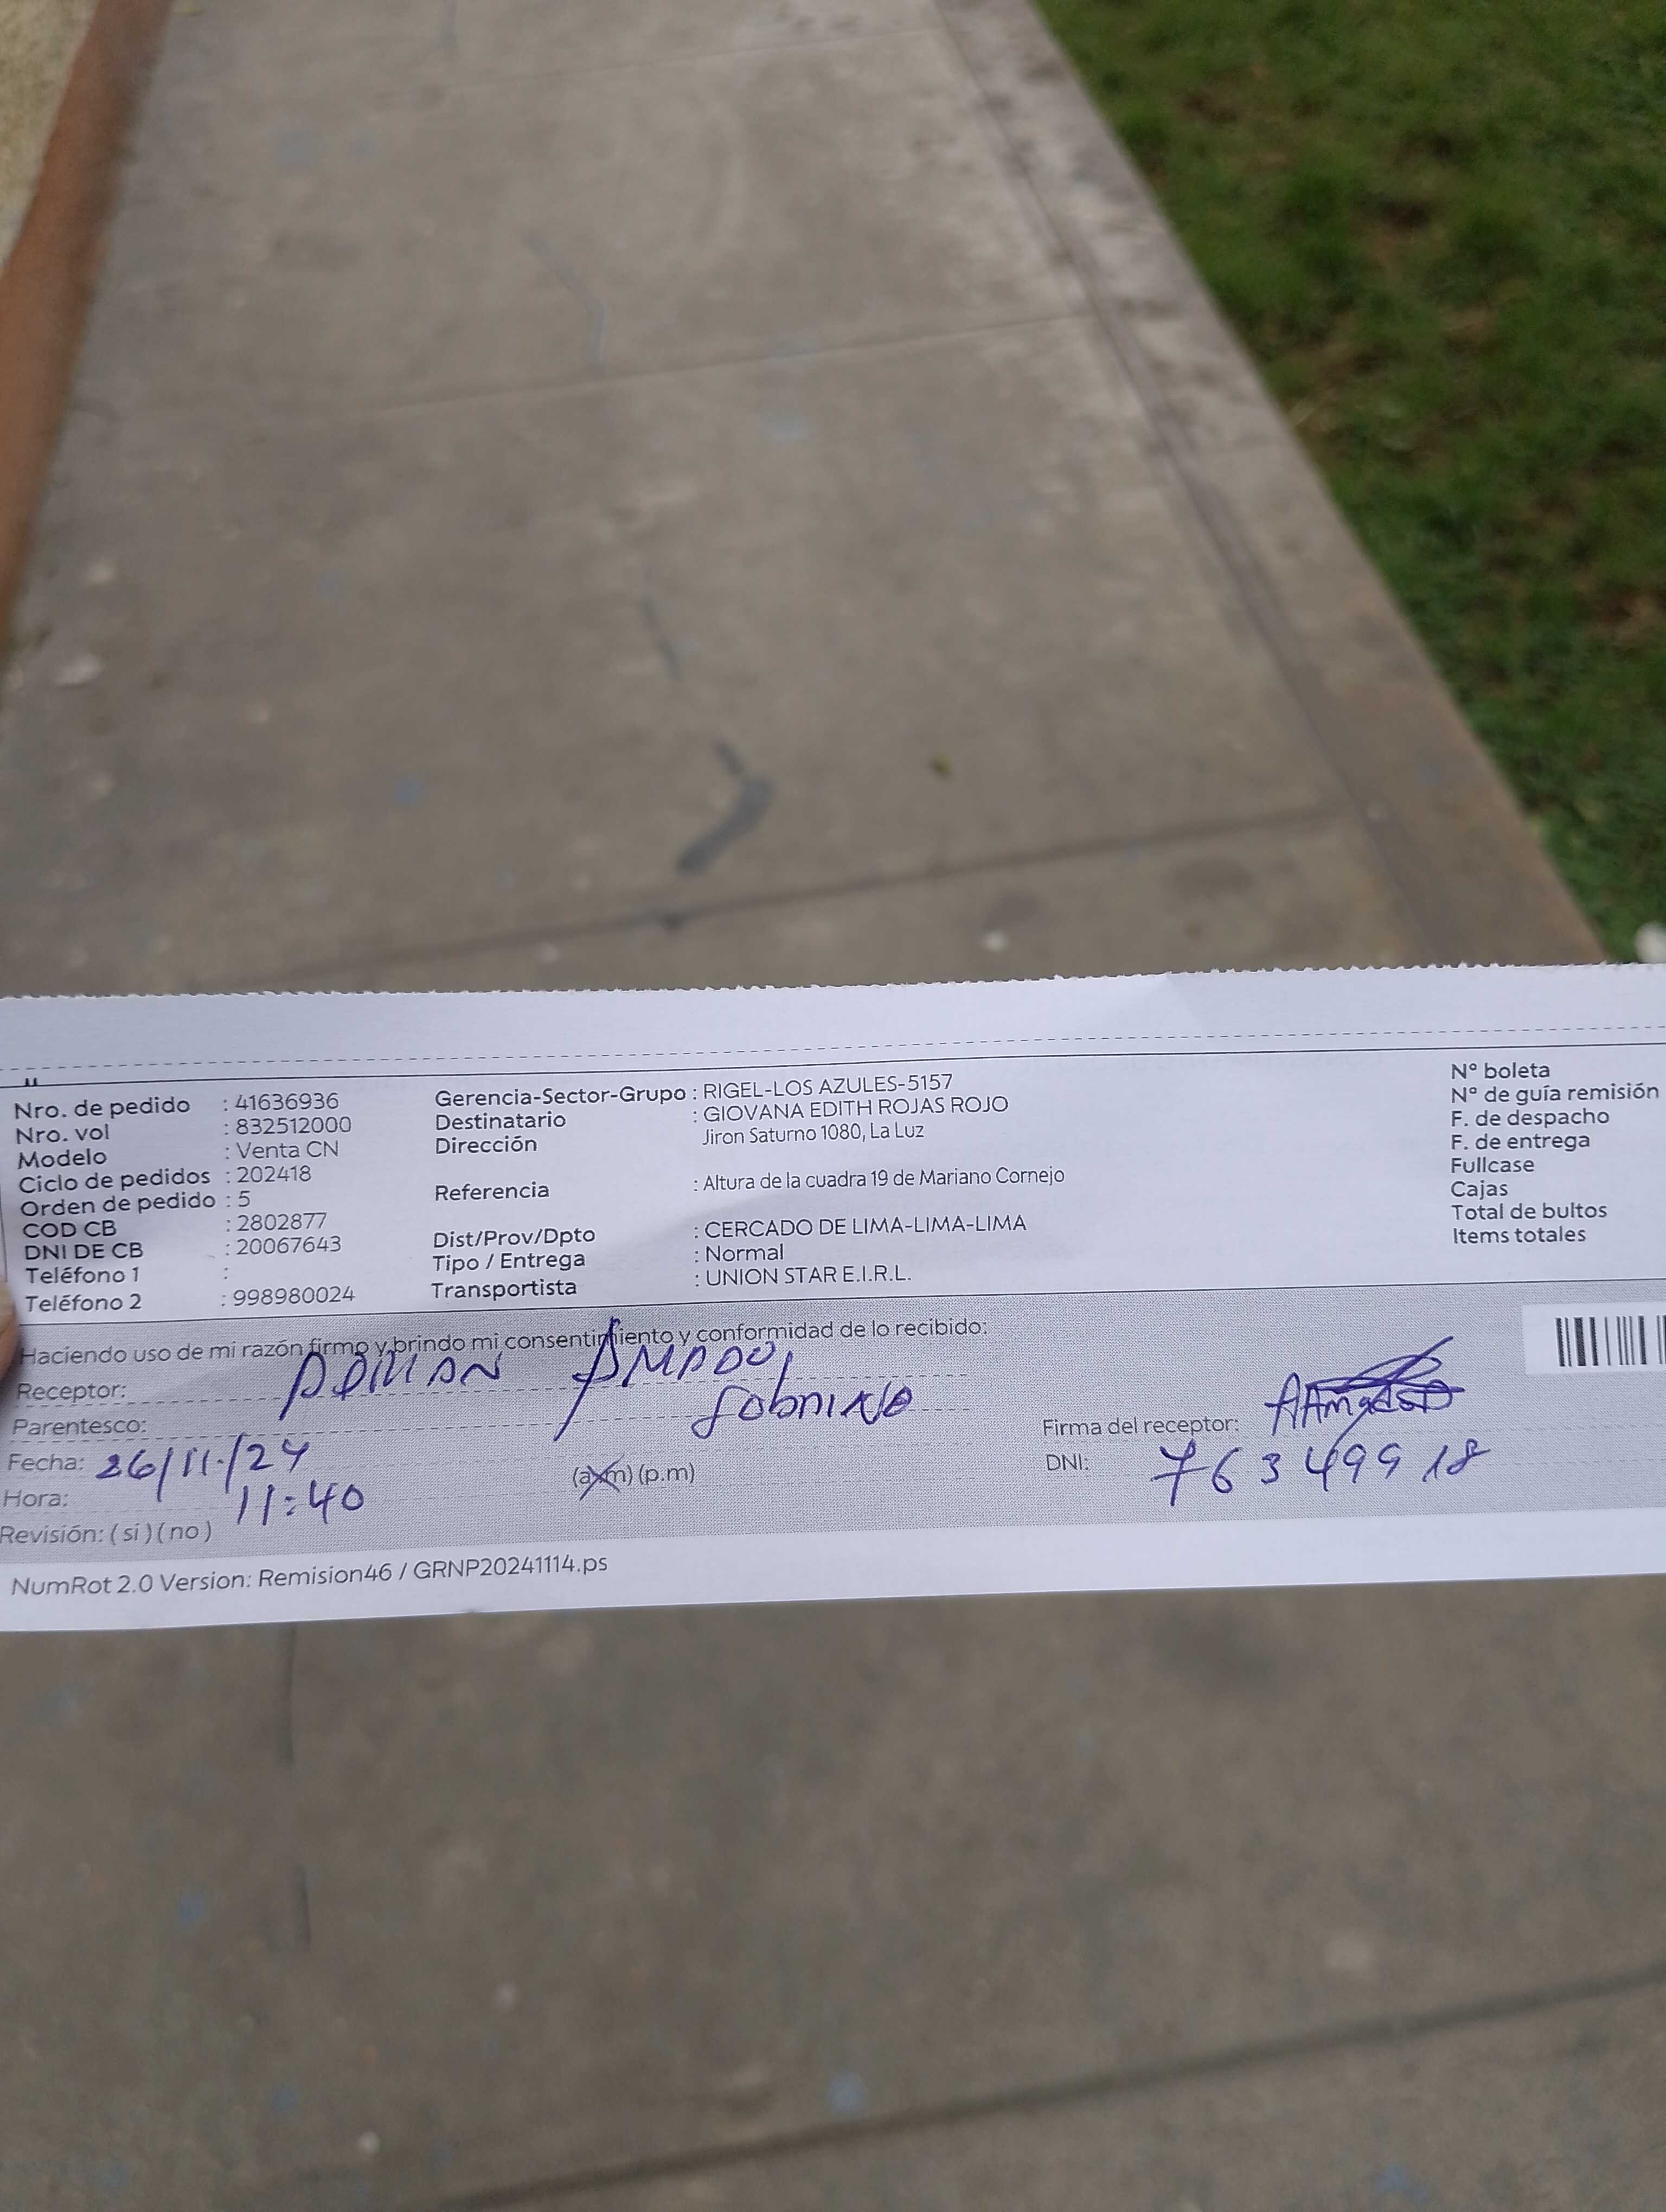 Nro. de pedido : 41636936
Nro. vol : 832512000
Modelo : Venta CN
Ciclo de pedidos : 202418
Orden de pedido : 5
COD CB : 2802877
DNI DE CB : 20067643
Teléfono 1 :
Teléfono 2 : 998980024
Gerencia-Sector-Grupo : RIGEL-LOS AZULES-5157
Destinatario : GIOVANA EDITH ROJAS ROJO
Dirección Jiron Saturno 1080, La Luz
Referencia : Altura de la cuadra 19 de Mariano Cornejo
Dist/Prov/Dpto : CERCADO DE LIMA-LIMA-LIMA
Tipo / Entrega : Normal
Transportista : UNION STAR E.I.R.L.
N° boleta
N° de guía remisión
F. de despacho
F. de entrega
Fullcase
Cajas
Total de bultos
Items totales
Haciendo uso de mi razón firmo y brindo mi consentimiento y conformidad de lo recibido:
Receptor: ADRIAN AMADO
Parentesco: Sobrino
Fecha: 26/11/24
Hora: 11:40 (a.m) (p.m)
Revisión: ( si ) ( no )
Firma del receptor: AAmado
DNI: 76349918
NumRot 2.0 Version: Remision46 / GRNP20241114.ps